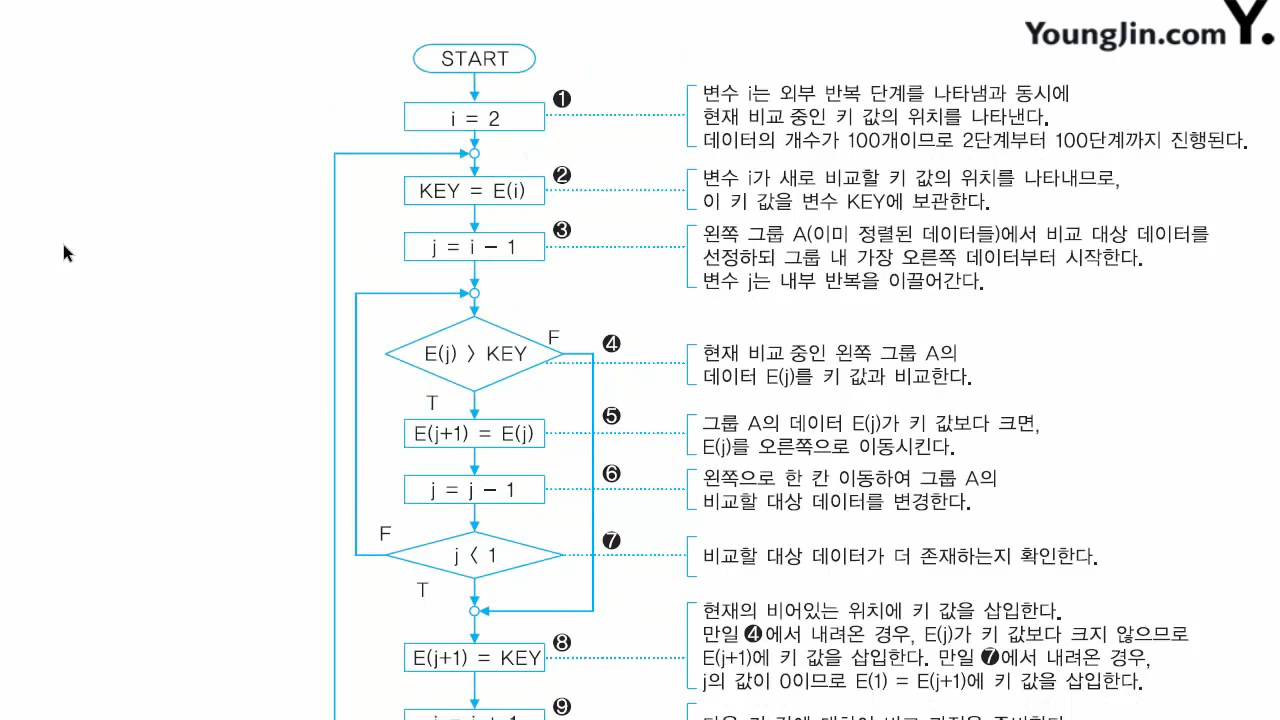 YoungJin.com Y.
START
❶
i = 2
변수 i는 외부 반복 단계를 나타냄과 동시에
현재 비교 중인 키 값의 위치를 나타낸다.
데이터의 개수가 100개이므로 2단계부터 100단계까지 진행된다.
❷
KEY = E(i)
변수 i가 새로 비교할 키 값의 위치를 나타내므로,
이 키 값을 변수 KEY에 보관한다.
❸
j = i - 1
왼쪽 그룹 A(이미 정렬된 데이터들)에서 비교 대상 데이터를
선정하되 그룹 내 가장 오른쪽 데이터부터 시작한다.
변수 j는 내부 반복을 이끌어간다.
❹
E(j) > KEY
F
T
현재 비교 중인 왼쪽 그룹 A의
데이터 E(j)를 키 값과 비교한다.
❺
E(j+1) = E(j)
그룹 A의 데이터 E(j)가 키 값보다 크면,
E(j)를 오른쪽으로 이동시킨다.
❻
j = j - 1
왼쪽으로 한 칸 이동하여 그룹 A의
비교할 대상 데이터를 변경한다.
❼
F
j < 1
T
비교할 대상 데이터가 더 존재하는지 확인한다.
❽
E(j+1) = KEY
현재의 비어있는 위치에 키 값을 삽입한다.
만일 ❹에서 내려온 경우, E(j)가 키 값보다 크지 않으므로
E(j+1)에 키 값을 삽입한다. 만일 ❼에서 내려온 경우,
j의 값이 0이므로 E(1) = E(j+1)에 키 값을 삽입한다.
❾